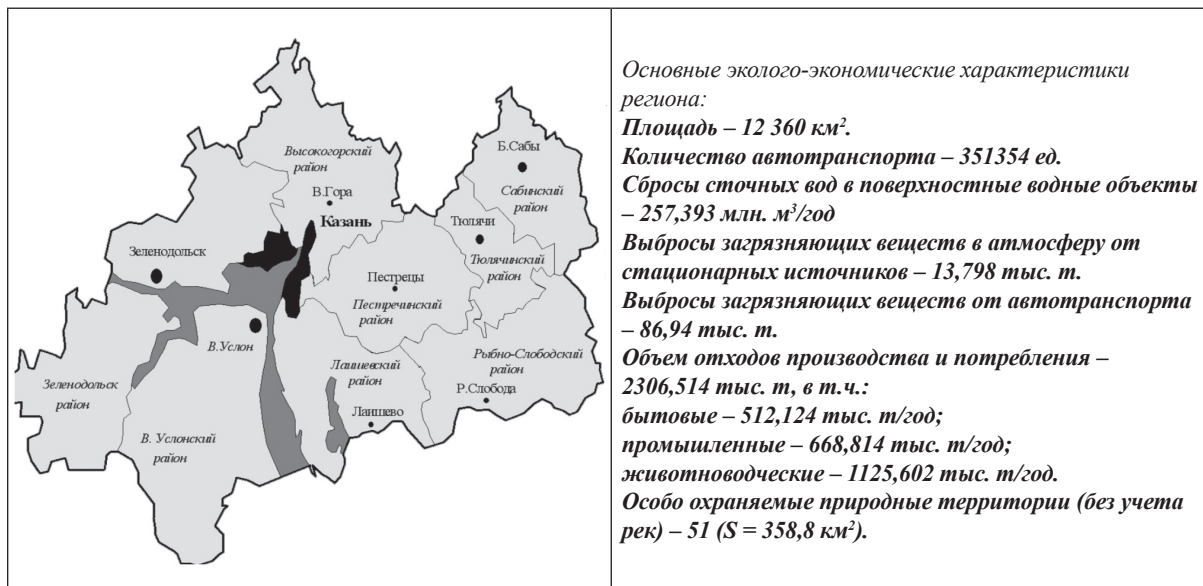 Высокогорский
район
В.Гора
Казань
Зеленодольск
Б.Сабы
Сабинский
район
Тюлячи
Тюлячинский
район
Пестрецы
Пестречинский
район
В.Услон
Рыбно-Слободский
район
Р.Слобода
Лаишевский
район
Лаишево
Зеленодольск
район
В. Услонский
район
Основные эколого-экономические характеристики
региона:
Площадь – 12 360 км².
Количество автотранспорта – 351354 ед.
Сбросы сточных вод в поверхностные водные объекты
– 257,393 млн. м³/год
Выбросы загрязняющих веществ в атмосферу от
стационарных источников – 13,798 тыс. т.
Выбросы загрязняющих веществ от автотранспорта
– 86,94 тыс. т.
Объем отходов производства и потребления –
2306,514 тыс. т, в т.ч.:
бытовые – 512,124 тыс. т/год;
промышленные – 668,814 тыс. т/год;
животноводческие – 1125,602 тыс. т/год.
Особо охраняемые природные территории (без учета
рек) – 51 (S = 358,8 км²).